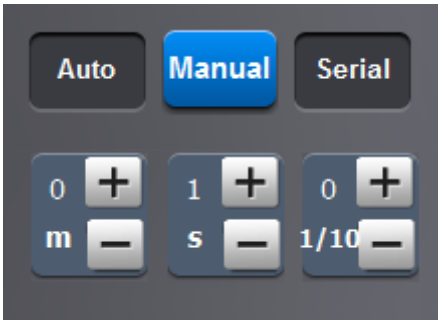 Auto Manual Serial
0 + 1 + 0 +
m − s − 1/10 −